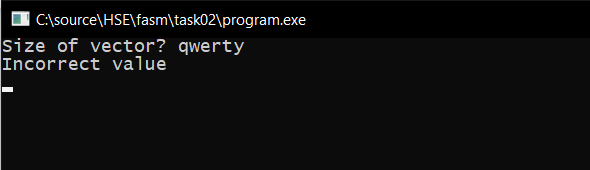 C:\source\HSE\fasm\task02\program.exe
Size of vector? qwerty
Incorrect value